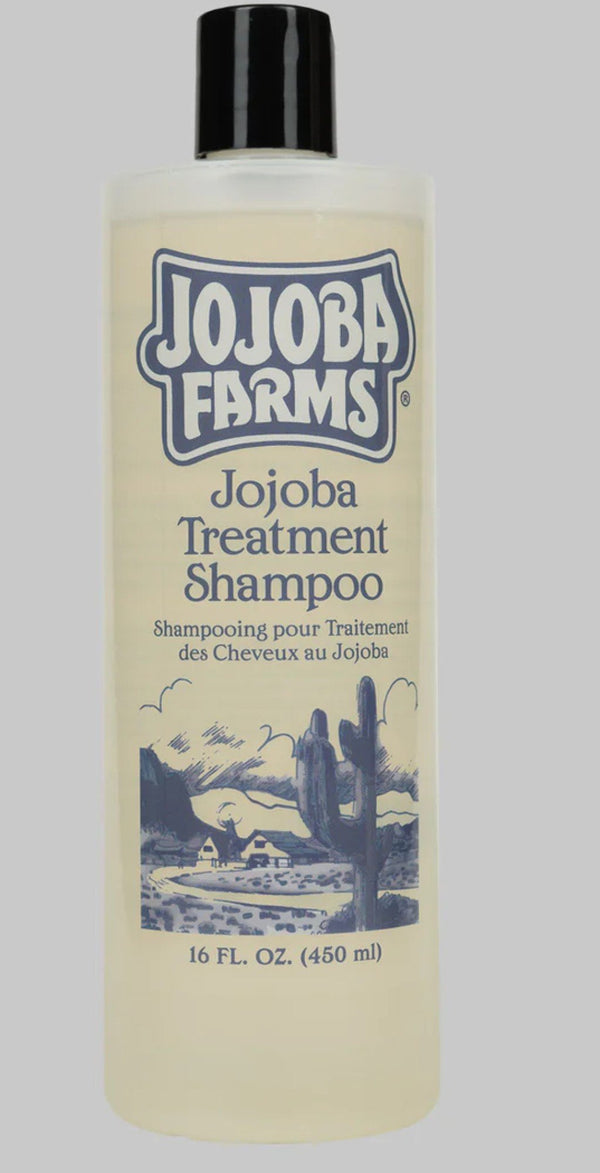 JOJOBA
FARMS®
Jojoba
Treatment
Shampoo
Shampooing pour Traitement
des Cheveux au Jojoba
16 FL. OZ. (450 ml)